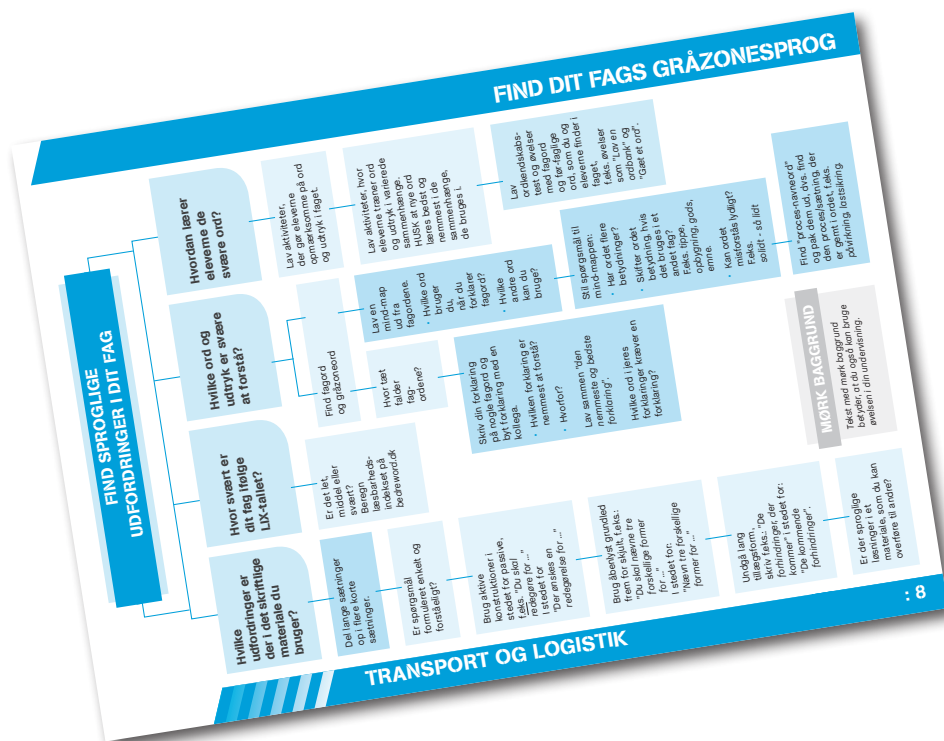 FIND DIT FAGS GRÅZONESPROG
FIND SPROGLIGE
UDFORDRINGER I DIT FAG
Hvilke
udfordringer er
der i det skriftlige
materiale du
bruger?
Del lange sætninger
op i flere korte
sætninger.
Er spørgsmål
formuleret enkelt og
forståeligt?
Brug aktive
konstruktioner i
stedet for passive,
f.eks. "Du skal
redegøre for ..."
I stedet for
"Der ønskes en
redegørelse for ..."
Brug åbenlyst grundled
frem for skjult, f.eks.:
"Du skal nævne tre
forskellige former
for ..."
I stedet for:
"Nævn tre forskellige
former for ..."
Undgå lang
tillægsform,
skriv f.eks.: "De
forhindringer, der
kommer" i stedet for:
"De kommende
forhindringer".
Er der sproglige
løsninger i et
materiale, som du kan
overføre til andre?
Hvor svært er
dit fag ifølge
LIX-tallet?
Er det let,
middel eller
svært?
Beregn
læsbarheds-
indekset på
bedreword.dk
Hvilke ord og
udtryk er svære
at forstå?
Find fagord
og gråzoneord
Hvor tæt
falder
fag-
ordene?
Skriv din forklaring
på nogle fagord og
byt forklaring med en
kollega.
· Hvilken forklaring er
nemmest at forstå?
· Hvorfor?
Lav sammen "den
nemmeste og bedste
forklaring".
Hvilke ord i jeres
forklaringer kræver en
forklaring?
Lav en
mind-map
ud fra
fagordene.
· Hvilke ord
bruger
du,
når du
forklarer
fagord?
· Hvilke
andre ord
kan du
bruge?
Stil spørgsmål til
mind-mappen:
· Har ordet flere
betydninger?
· Skifter ordet
betydning, hvis
det bruges i et
andet fag?
F.eks. tippe,
opbygning, gods,
emne.
· Kan ordet
misforstås lydligt?
F.eks.
solidt - så lidt
Find "proces-navneord"
og pak dem ud, dvs. find
den proces/sætning, der
er gemt i ordet, f.eks.
påvirkning, lastsikring.
Hvordan lærer
eleverne de
svære ord?
Lav aktiviteter,
der gør eleverne
opmærksomme på ord
og udtryk i faget.
Lav aktiviteter, hvor
eleverne træner ord
og udtryk i varierede
sammenhænge.
HUSK at nye ord
læres bedst og
nemmest i de
sammenhænge,
de bruges i.
Lav
ordkendskabs-
test og øvelser
med fagord
og før-faglige
ord, som du og
eleverne finder i
faget,
f.eks. øvelser
som "Lav en
ordbank" og
"Gæt et ord".
MØRK BAGGRUND
Tekst med mørk baggrund
betyder, at du også kan bruge
øvelsen i din undervisning.
TRANSPORT OG LOGISTIK
: 8